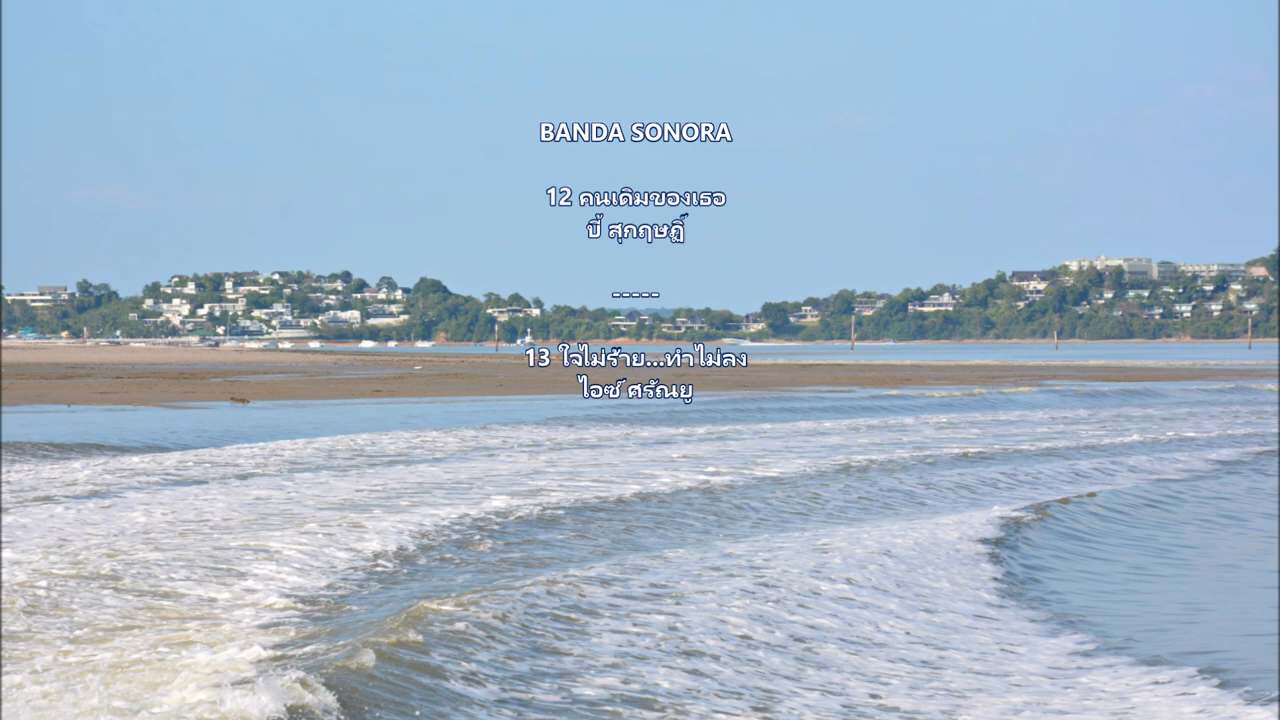 BANDA SONORA
12 คนเดิมของเธอ
บี้ สุกฤษฎิ์
-----
13 ใจไม่ร้าย...ทำไม่ลง
ไอซ์ ศรัณยู